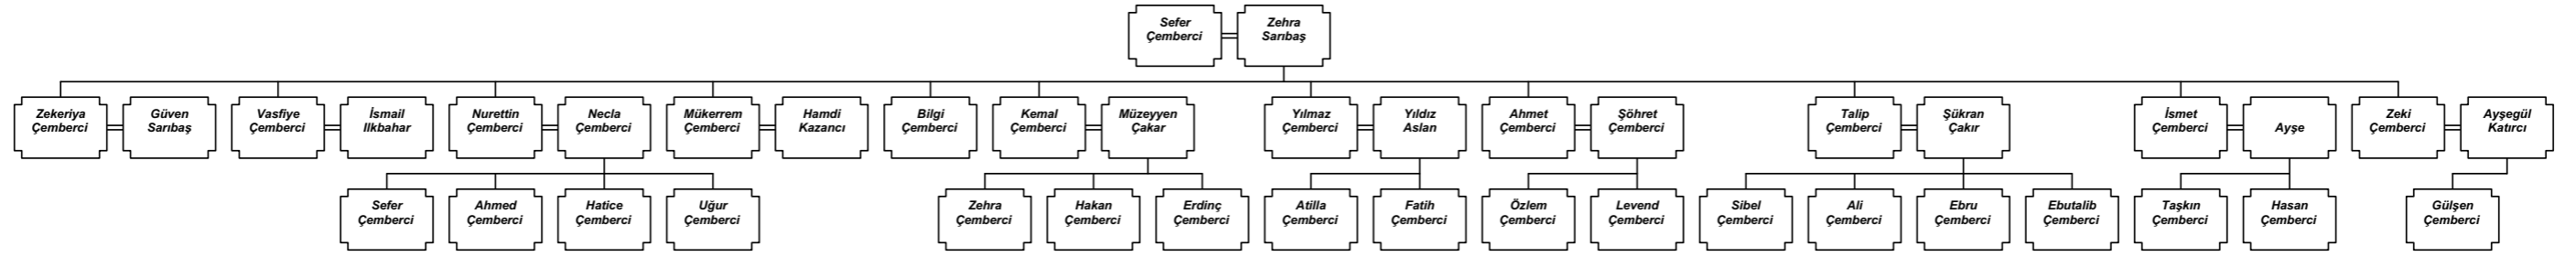 Sefer
Çemberci
Zehra
Sarıbaş
Zekeriya
Çemberci
Güven
Sarıbaş
Vasfiye
Çemberci
İsmail
Ilkbahar
Nurettin
Çemberci
Necla
Çemberci
Mükerrem
Çemberci
Hamdi
Kazancı
Bilgi
Çemberci
Kemal
Çemberci
Müzeyyen
Çakar
Yılmaz
Çemberci
Yıldız
Aslan
Ahmet
Çemberci
Şöhret
Çemberci
Talip
Çemberci
Şükran
Çakır
İsmet
Çemberci
Ayşe
Zeki
Çemberci
Ayşegül
Katırcı
Sefer
Çemberci
Ahmed
Çemberci
Hatice
Çemberci
Uğur
Çemberci
Zehra
Çemberci
Hakan
Çemberci
Erdinç
Çemberci
Atilla
Çemberci
Fatih
Çemberci
Özlem
Çemberci
Levend
Çemberci
Sibel
Çemberci
Ali
Çemberci
Ebru
Çemberci
Ebutalib
Çemberci
Taşkın
Çemberci
Hasan
Çemberci
Gülşen
Çemberci